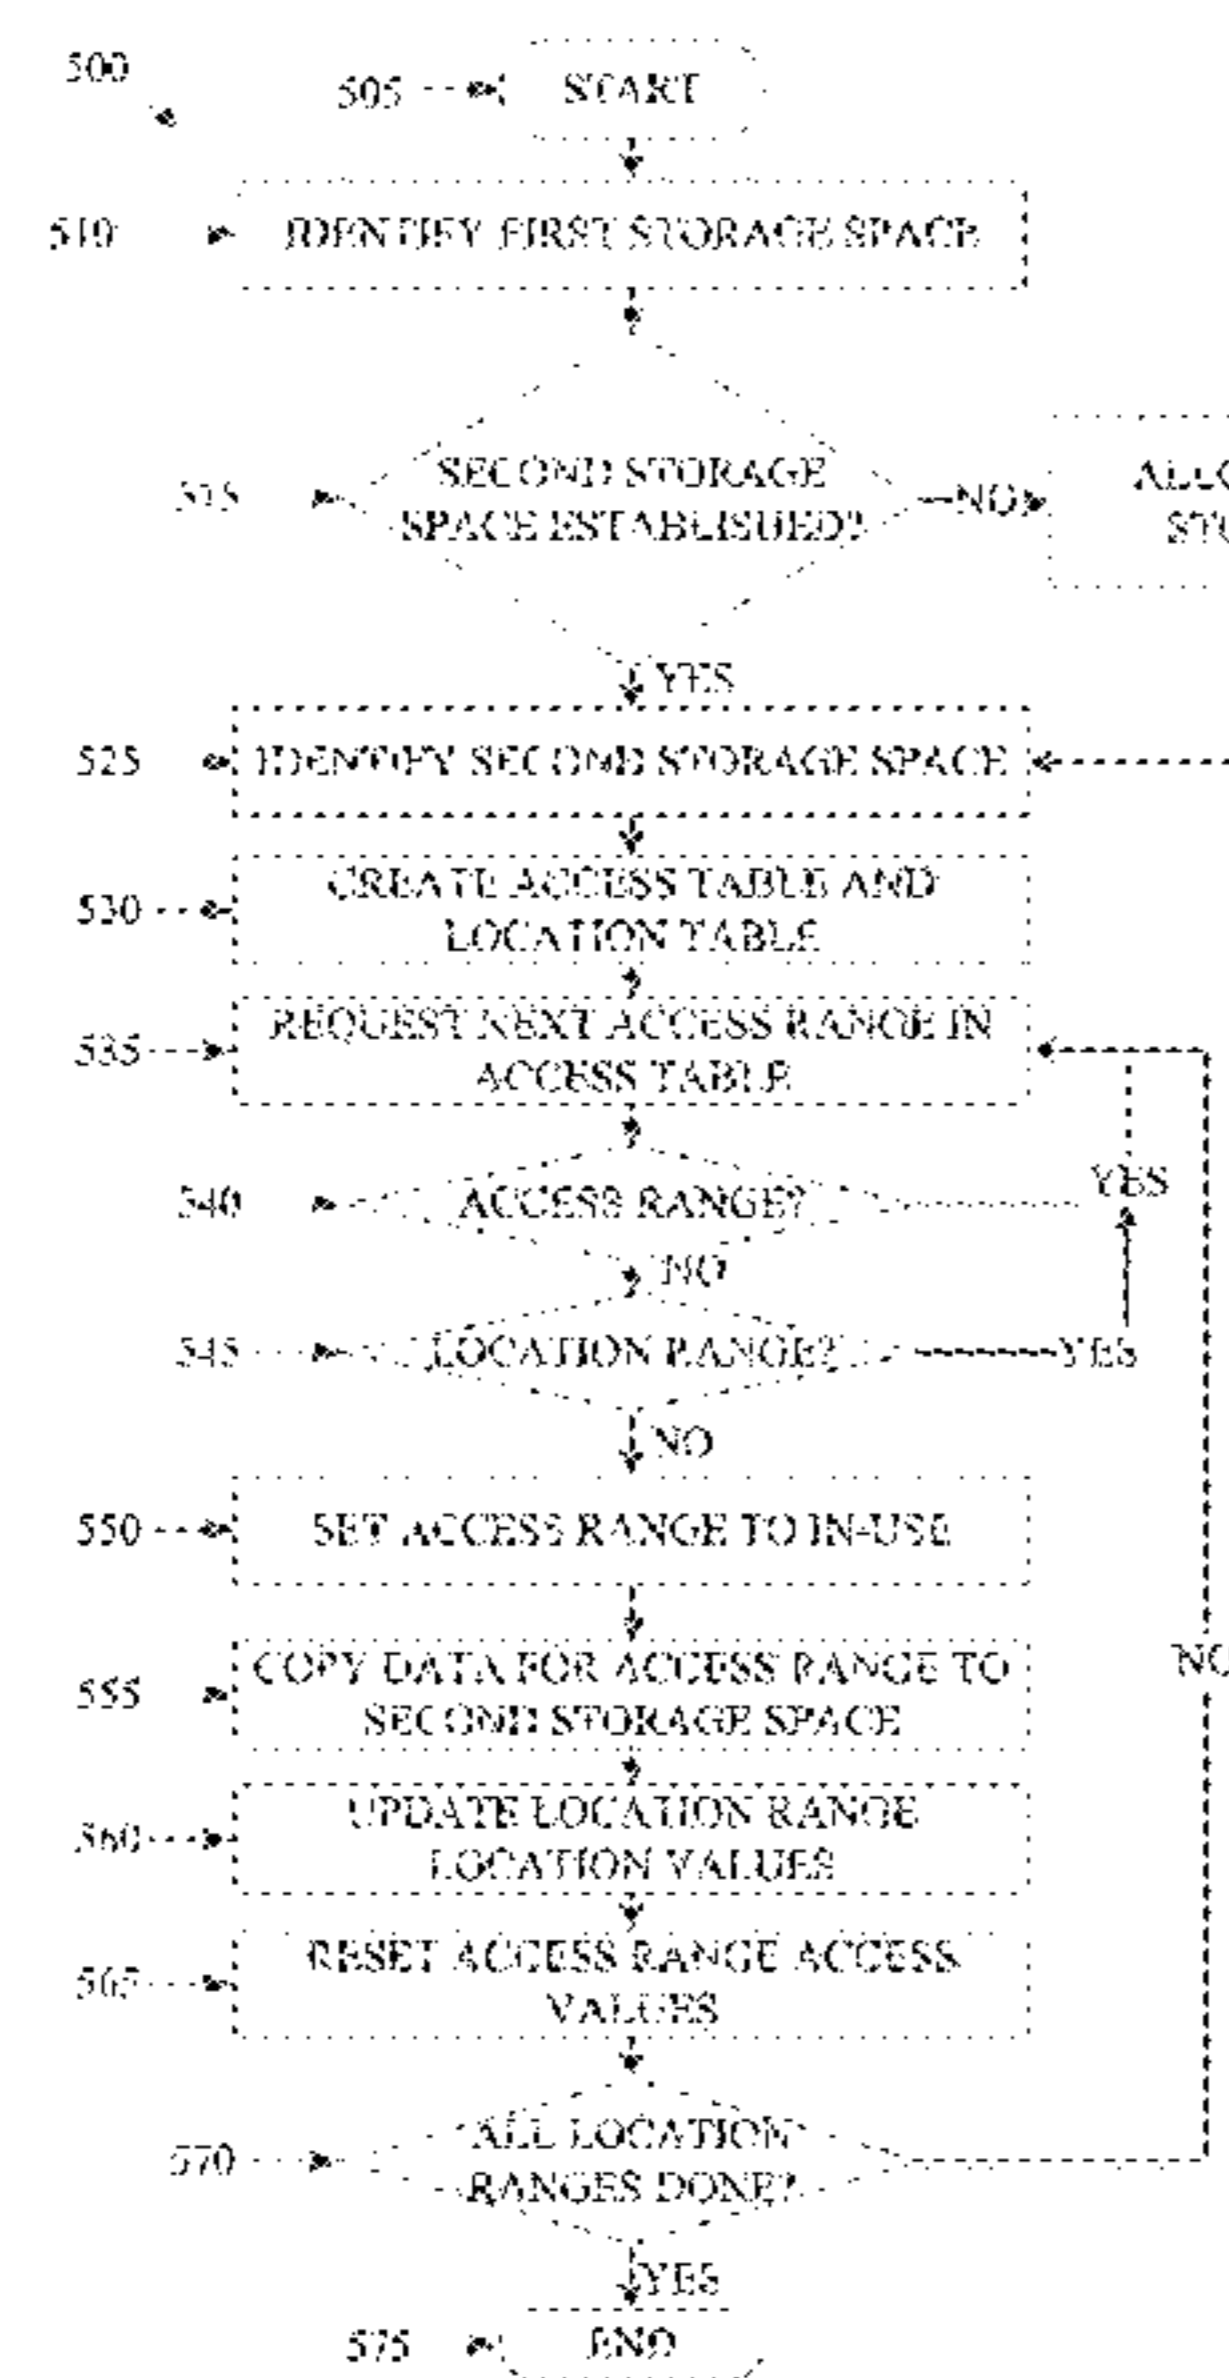 500
505
START
510
IDENTIFY FIRST STORAGE SPACE
515
SECOND STORAGE
SPACE ESTABLISHED?
NO
YES
525
IDENTIFY SECOND STORAGE SPACE
530
CREATE ACCESS TABLE AND
LOCATION TABLE
535
REQUEST NEXT ACCESS RANGE IN
ACCESS TABLE
540
ACCESS RANGE?
YES
NO
545
LOCATION RANGE?
YES
NO
550
SET ACCESS RANGE TO IN-USE
555
COPY DATA FOR ACCESS RANGE TO
SECOND STORAGE SPACE
NO
560
UPDATE LOCATION RANGE
LOCATION VALUES
565
RESET ACCESS RANGE ACCESS
VALUES
570
ALL LOCATION
RANGES DONE?
YES
575
END